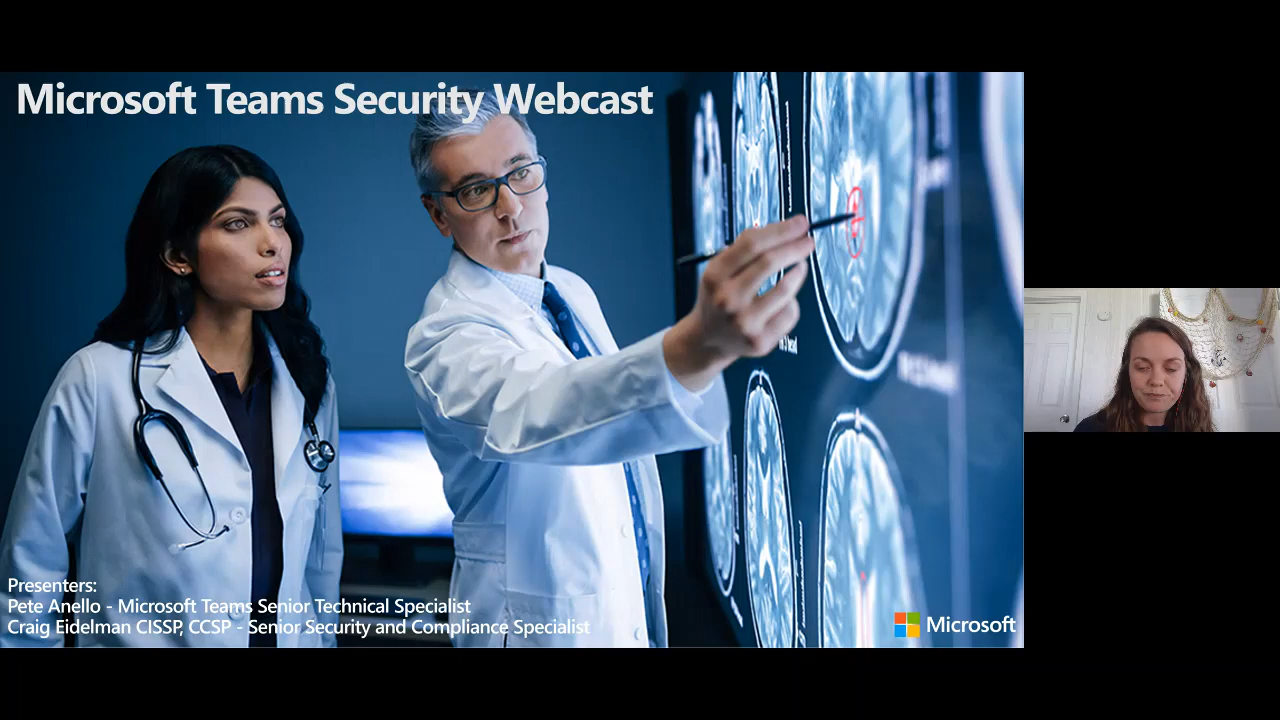 Microsoft Teams Security Webcast
Presenters:
Pete Anello - Microsoft Teams Senior Technical Specialist
Craig Eidelman CISSP, CCSP - Senior Security and Compliance Specialist
Microsoft